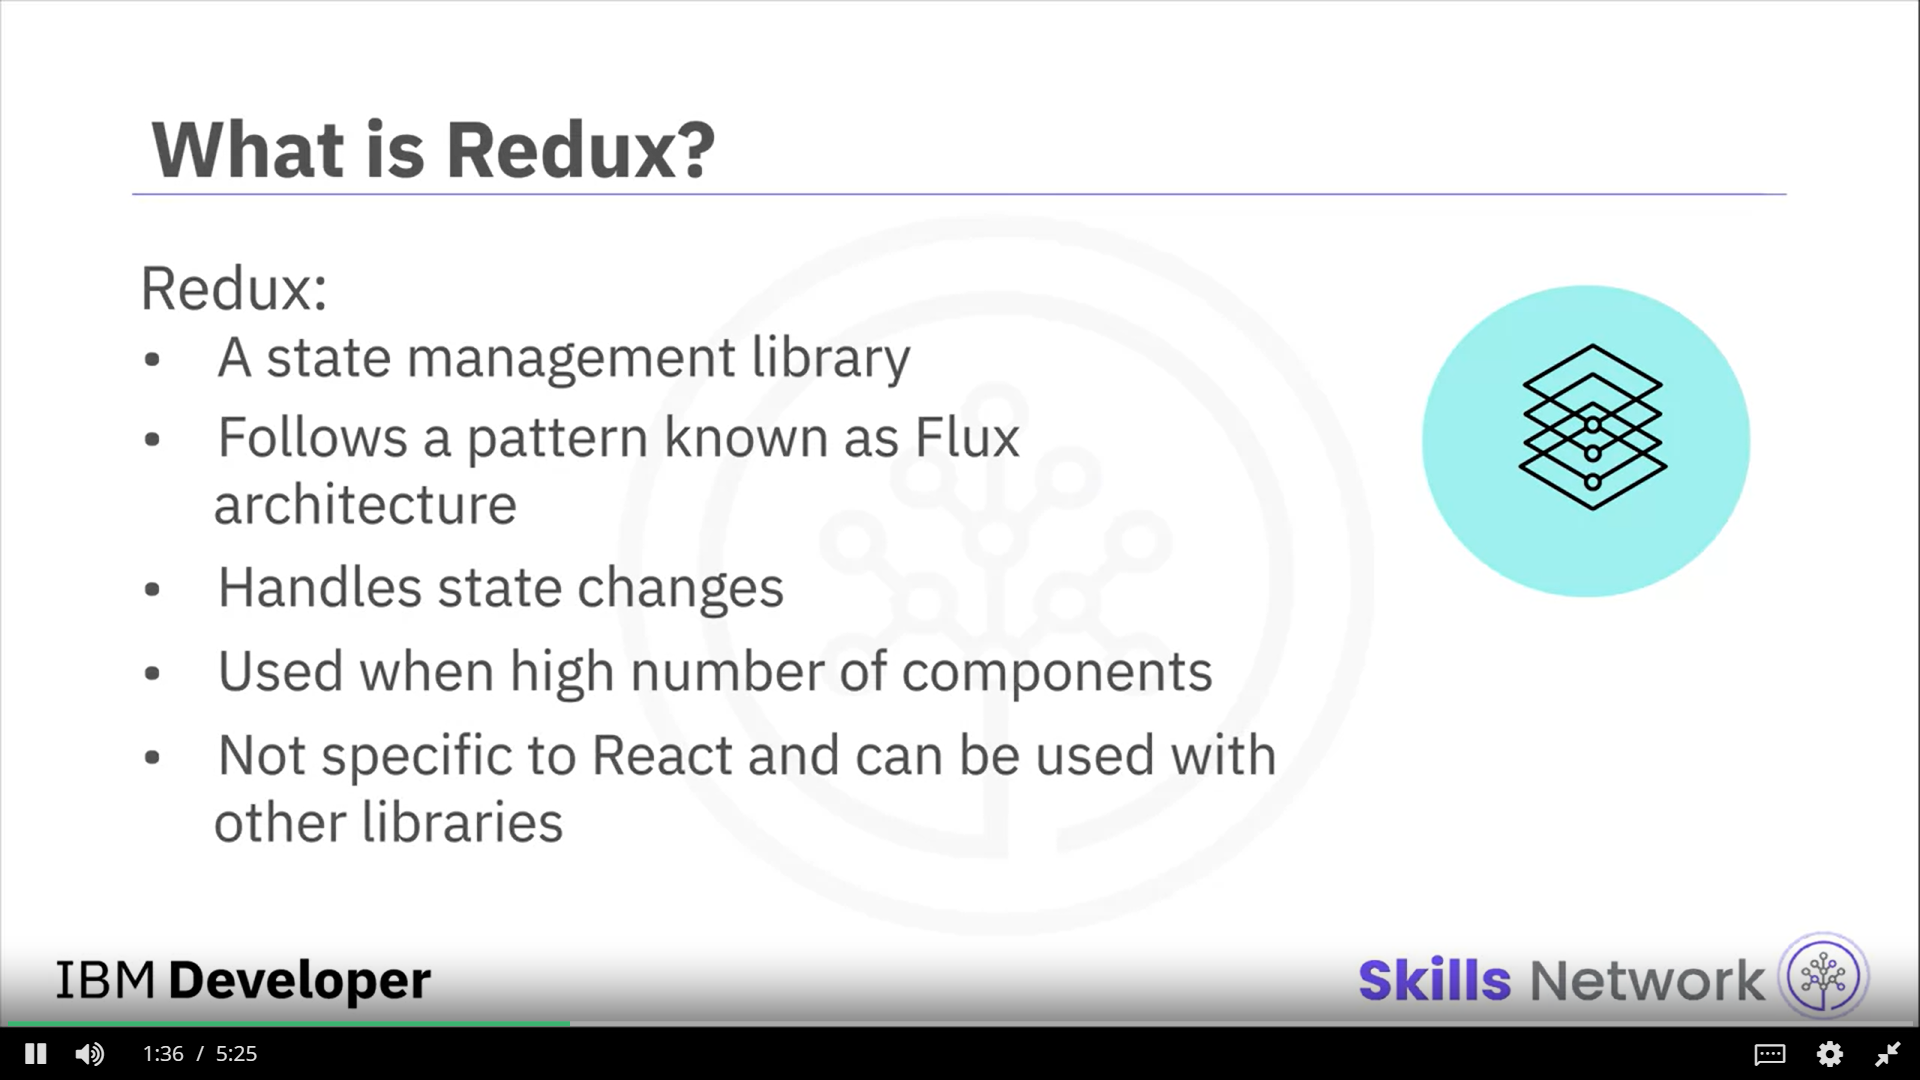 What is Redux?
Redux:
• A state management library
• Follows a pattern known as Flux
architecture
• Handles state changes
• Used when high number of components
• Not specific to React and can be used with
other libraries
IBM Developer
Skills Network
1:36 / 5:25